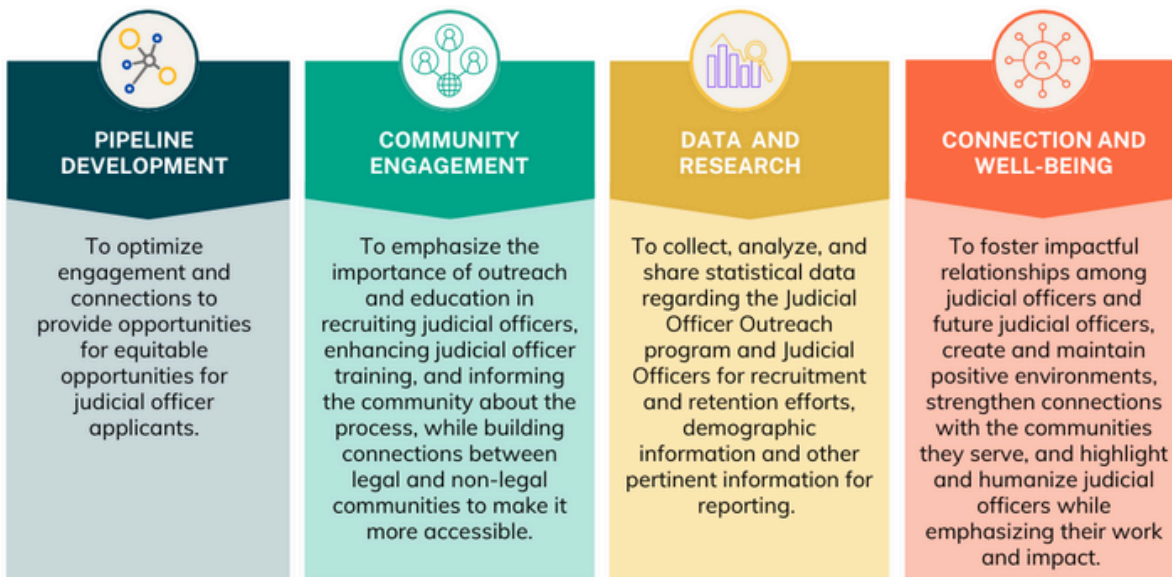 PIPELINE
DEVELOPMENT
To optimize
engagement and
connections to
provide opportunities
for equitable
opportunities for
judicial officer
applicants.
COMMUNITY
ENGAGEMENT
To emphasize the
importance of outreach
and education in
recruiting judicial officers,
enhancing judicial officer
training, and informing
the community about the
process, while building
connections between
legal and non-legal
communities to make it
more accessible.
DATA AND
RESEARCH
To collect, analyze, and
share statistical data
regarding the Judicial
Officer Outreach
program and Judicial
Officers for recruitment
and retention efforts,
demographic
information and other
pertinent information for
reporting.
CONNECTION AND
WELL-BEING
To foster impactful
relationships among
judicial officers and
future judicial officers,
create and maintain
positive environments,
strengthen connections
with the communities
they serve, and highlight
and humanize judicial
officers while
emphasizing their work
and impact.